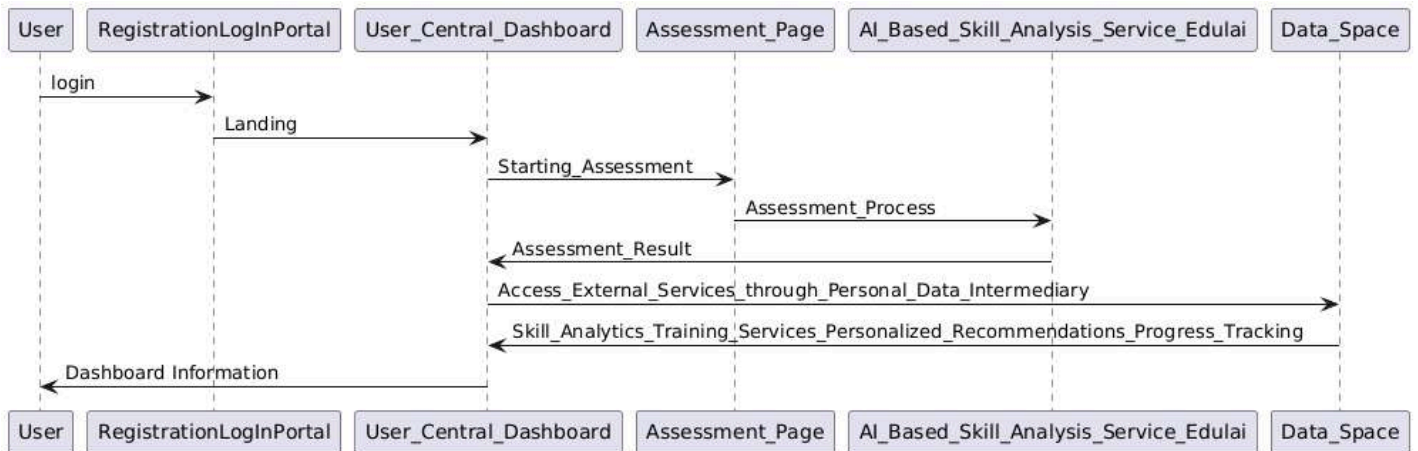 User RegistrationLogInPortal User_Central_Dashboard Assessment_Page AI_Based_Skill_Analysis_Service_Edulai Data_Space
login
Landing
Starting_Assessment
Assessment_Process
Assessment_Result
Access_External_Services_through_Personal_Data_Intermediary
Skill_Analytics_Training_Services_Personalized_Recommendations_Progress_Tracking
Dashboard Information
User RegistrationLogInPortal User_Central_Dashboard Assessment_Page AI_Based_Skill_Analysis_Service_Edulai Data_Space